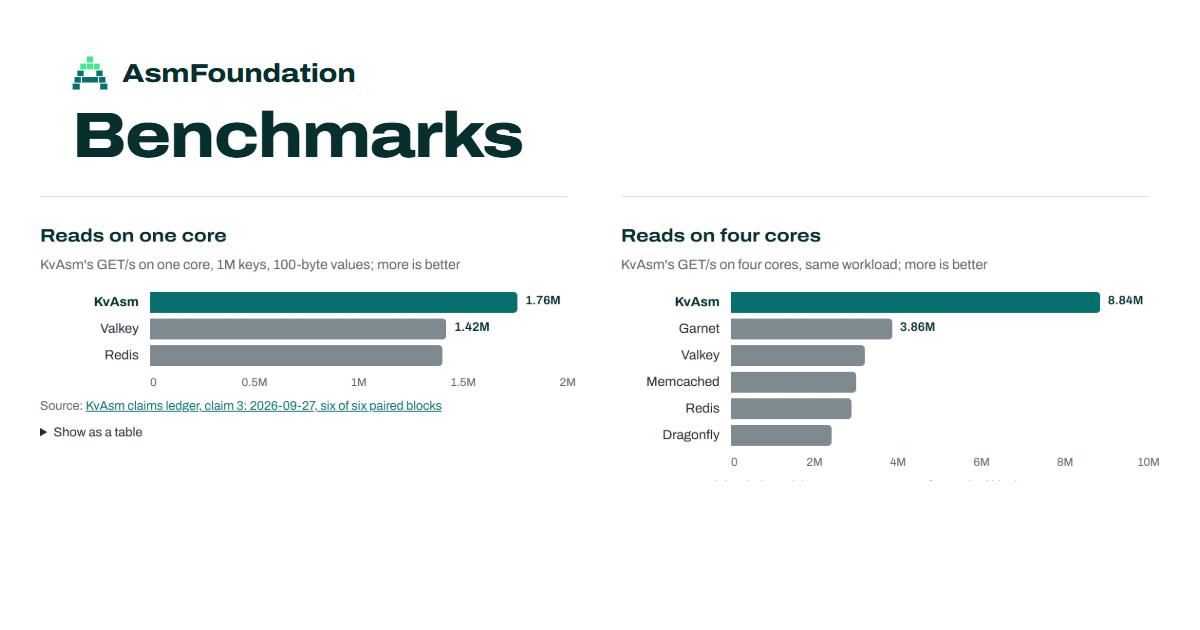 AsmFoundation
Benchmarks
Reads on one core
KvAsm's GET/s on one core, 1M keys, 100-byte values; more is better
KvAsm 1.76M
Valkey 1.42M
Redis
0 0.5M 1M 1.5M 2M
Source: KvAsm claims ledger, claim 3: 2026-09-27, six of six paired blocks
Show as a table
Reads on four cores
KvAsm's GET/s on four cores, same workload; more is better
KvAsm 8.84M
Garnet 3.86M
Valkey
Memcached
Redis
Dragonfly
0 2M 4M 6M 8M 10M